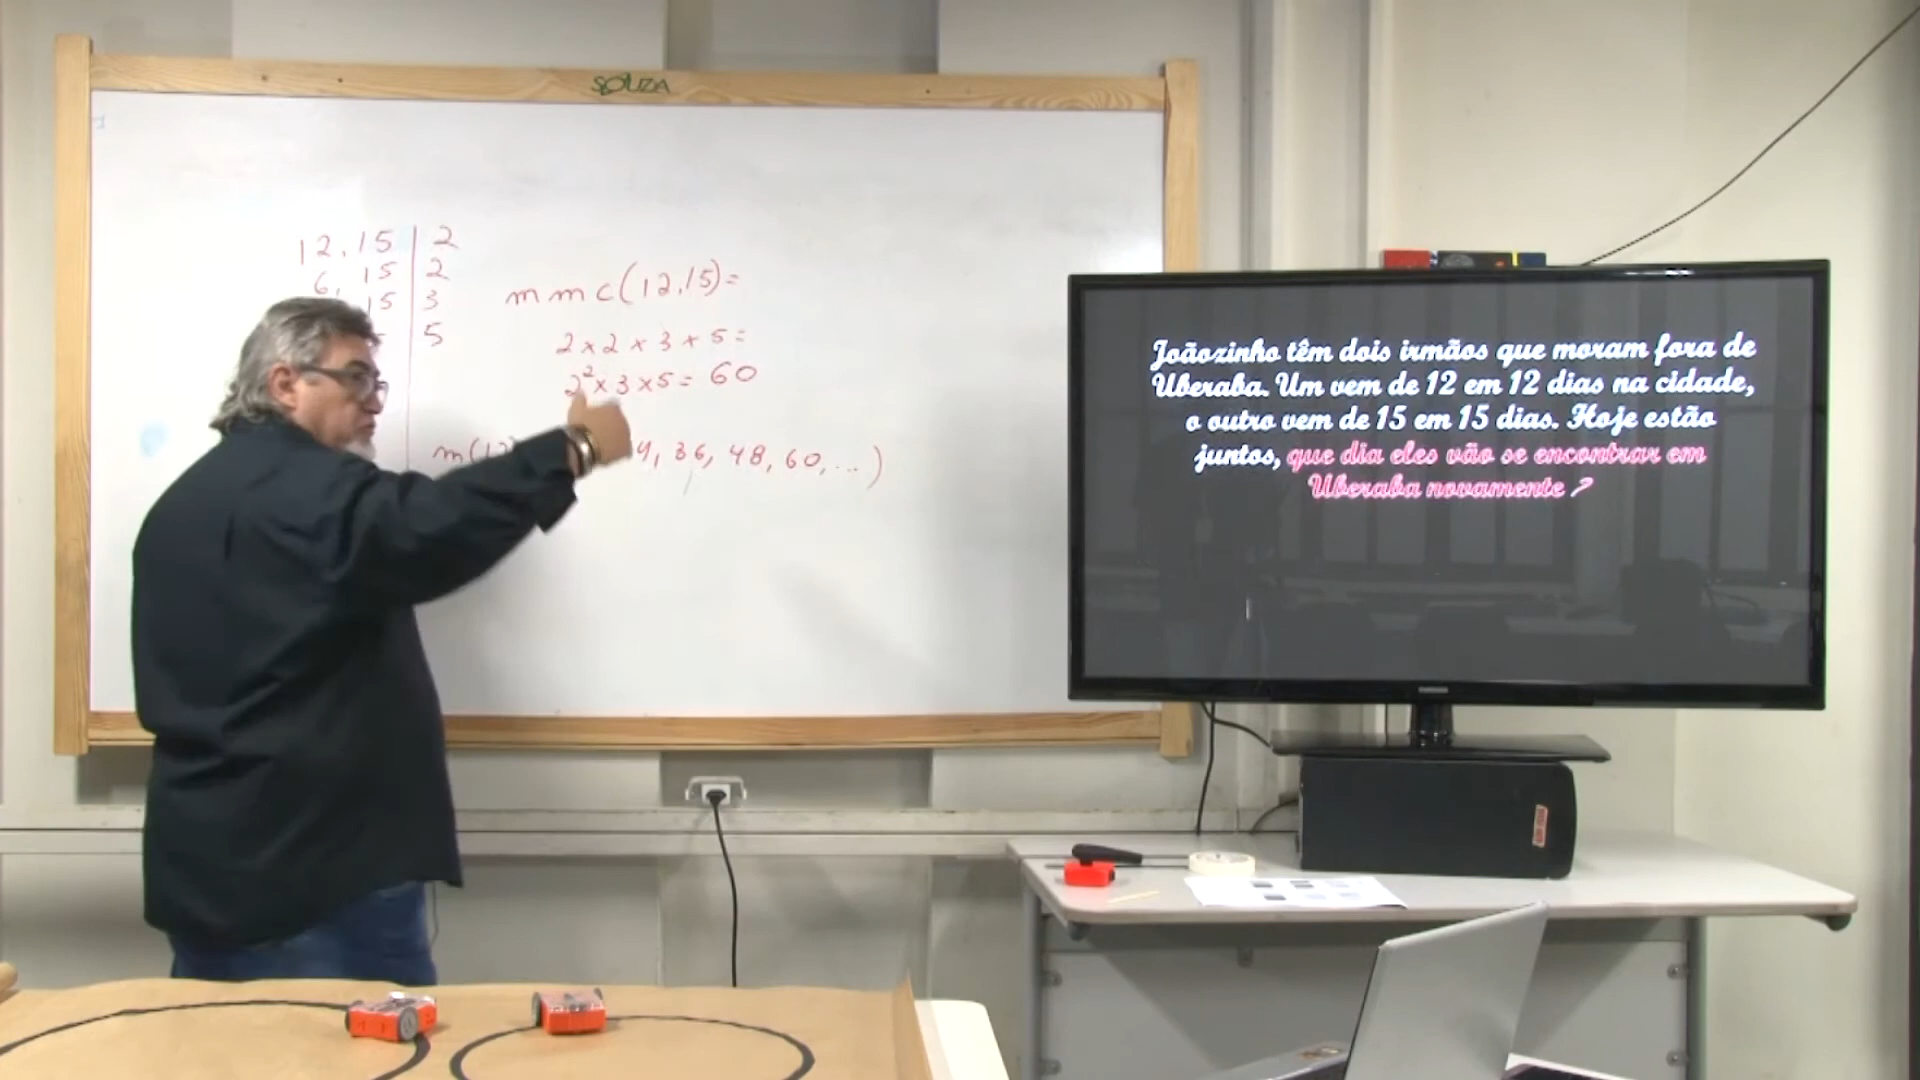 SOUZA
12, 15 | 2
6, 15 | 2
15 | 3
5
mmc(12,15)=
2 x 2 x 3 x 5 =
2² x 3 x 5 = 60
m(12 36, 48, 60, ...)
Joãozinho têm dois irmãos que moram fora de
Uberaba. Um vem de 12 em 12 dias na cidade,
o outro vem de 15 em 15 dias. Hoje estão
juntos, que dia eles vão se encontrar em
Uberaba novamente ?